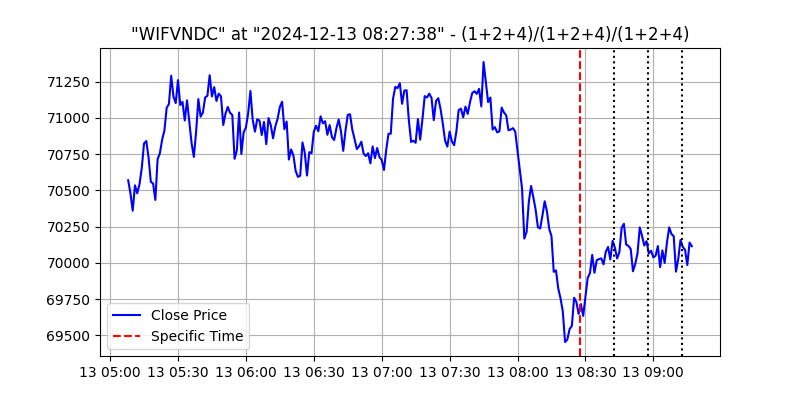 "WIFVNDC" at "2024-12-13 08:27:38" - (1+2+4)/(1+2+4)/(1+2+4)
71250
71000
70750
70500
70250
70000
69750
69500
Close Price
Specific Time
13 05:00 13 05:30 13 06:00 13 06:30 13 07:00 13 07:30 13 08:00 13 08:30 13 09:00